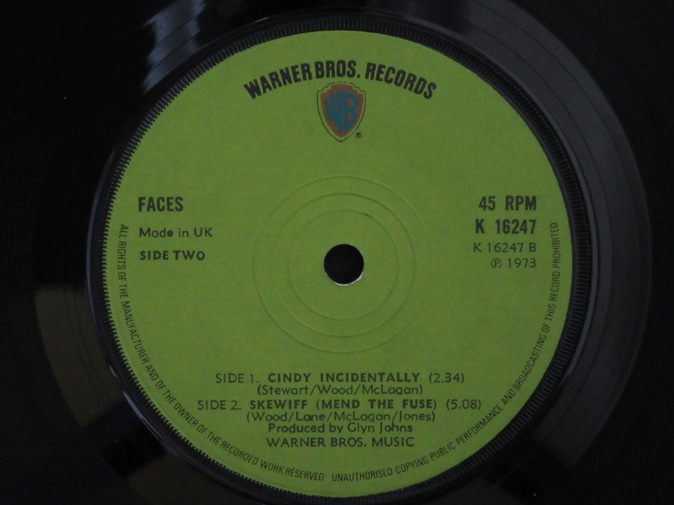 WARNER BROS. RECORDS
WB
®
FACES
45 RPM
K 16247
Made in UK
K 16247 B
SIDE TWO
℗ 1973
SIDE 1. CINDY INCIDENTALLY (2.34)
(Stewart/Wood/McLagan)
SIDE 2. SKEWIFF (MEND THE FUSE) (5.08)
(Wood/Lane/McLagan/Jones)
Produced by Glyn Johns
WARNER BROS. MUSIC
ALL RIGHTS OF THE MANUFACTURER AND OF THE OWNER OF THE RECORDED WORK RESERVED UNAUTHORISED COPYING PUBLIC PERFORMANCE AND BROADCASTING OF THIS RECORD PROHIBITED